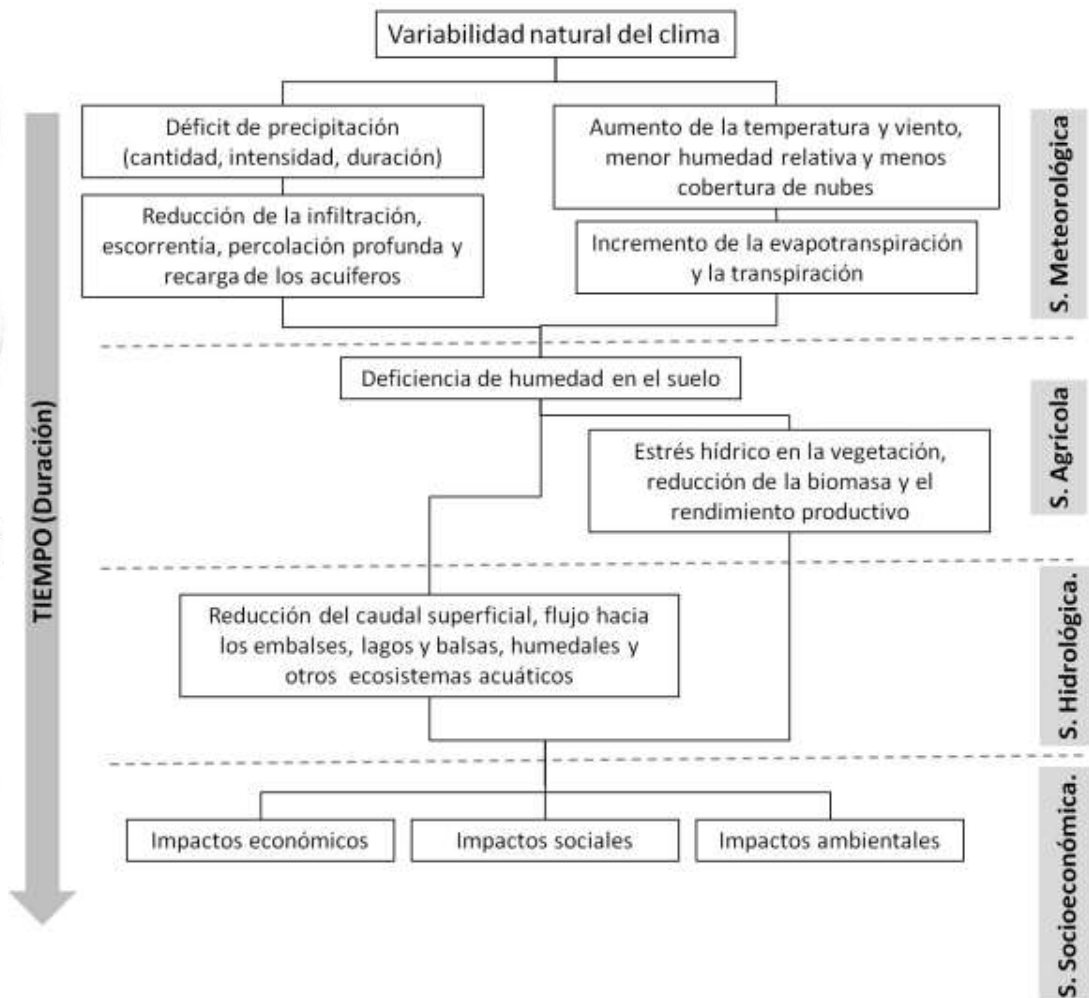 Variabilidad natural del clima
Déficit de precipitación
(cantidad, intensidad, duración)
Aumento de la temperatura y viento,
menor humedad relativa y menos
cobertura de nubes
Reducción de la infiltración,
escorrentía, percolación profunda y
recarga de los acuíferos
Incremento de la evapotranspiración
y la transpiración
S. Meteorológica
Deficiencia de humedad en el suelo
Estrés hídrico en la vegetación,
reducción de la biomasa y el
rendimiento productivo
S. Agrícola
TIEMPO (Duración)
Reducción del caudal superficial, flujo hacia
los embalses, lagos y balsas, humedales y
otros ecosistemas acuáticos
S. Hidrológica.
Impactos económicos
Impactos sociales
Impactos ambientales
S. Socioeconómica.